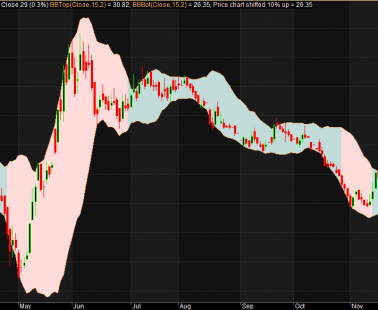 Close 29 (0.3%) BBTop(Close,15,2) = 30.82, BBBot(Close,15,2) = 26.35, Price chart shifted 10% up = 26.35
May Jun Jul Aug Sep Oct Nov